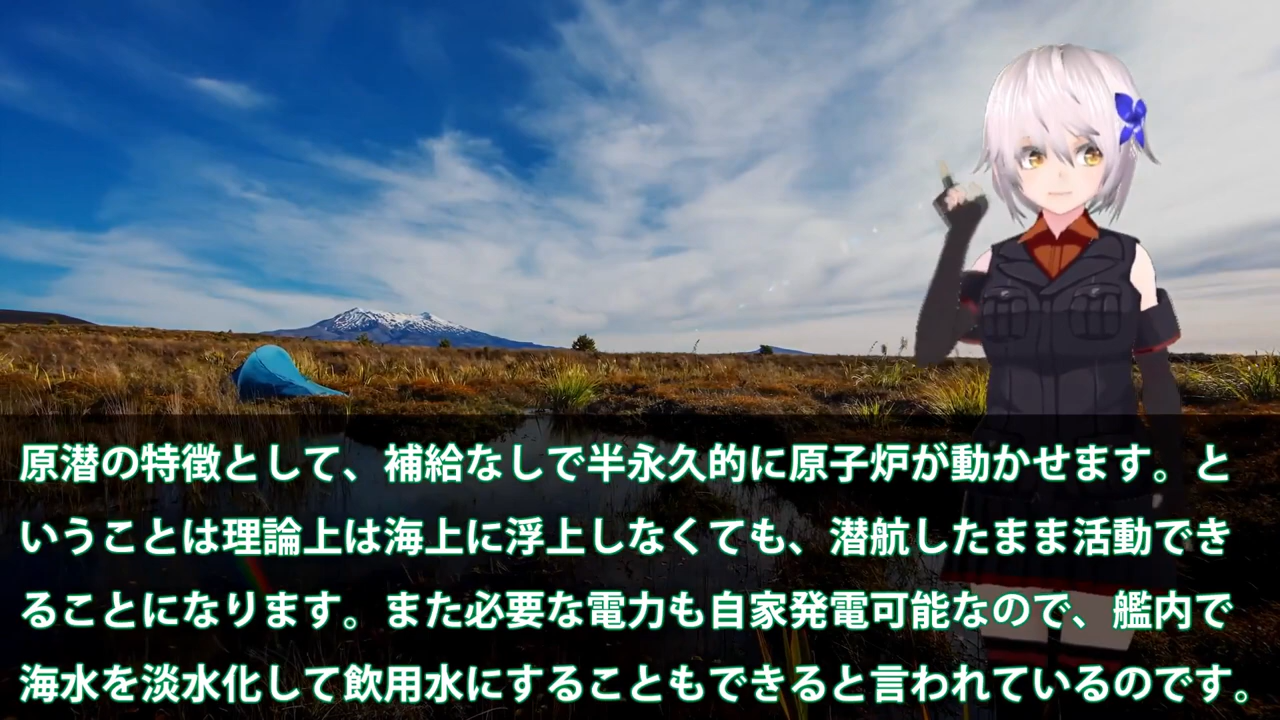 原潜の特徴として、補給なしで半永久的に原子炉が動かせます。と
いうことは理論上は海上に浮上しなくても、潜航したまま活動でき
ることになります。また必要な電力も自家発電可能なので、艦内で
海水を淡水化して飲用水にすることもできると言われているのです。